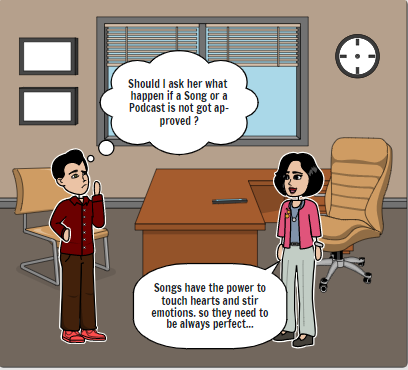 Should I ask her what
happen if a Song or a
Podcast is not got ap-
proved ?
Songs have the power to
touch hearts and stir
emotions. so they need to
be always perfect...